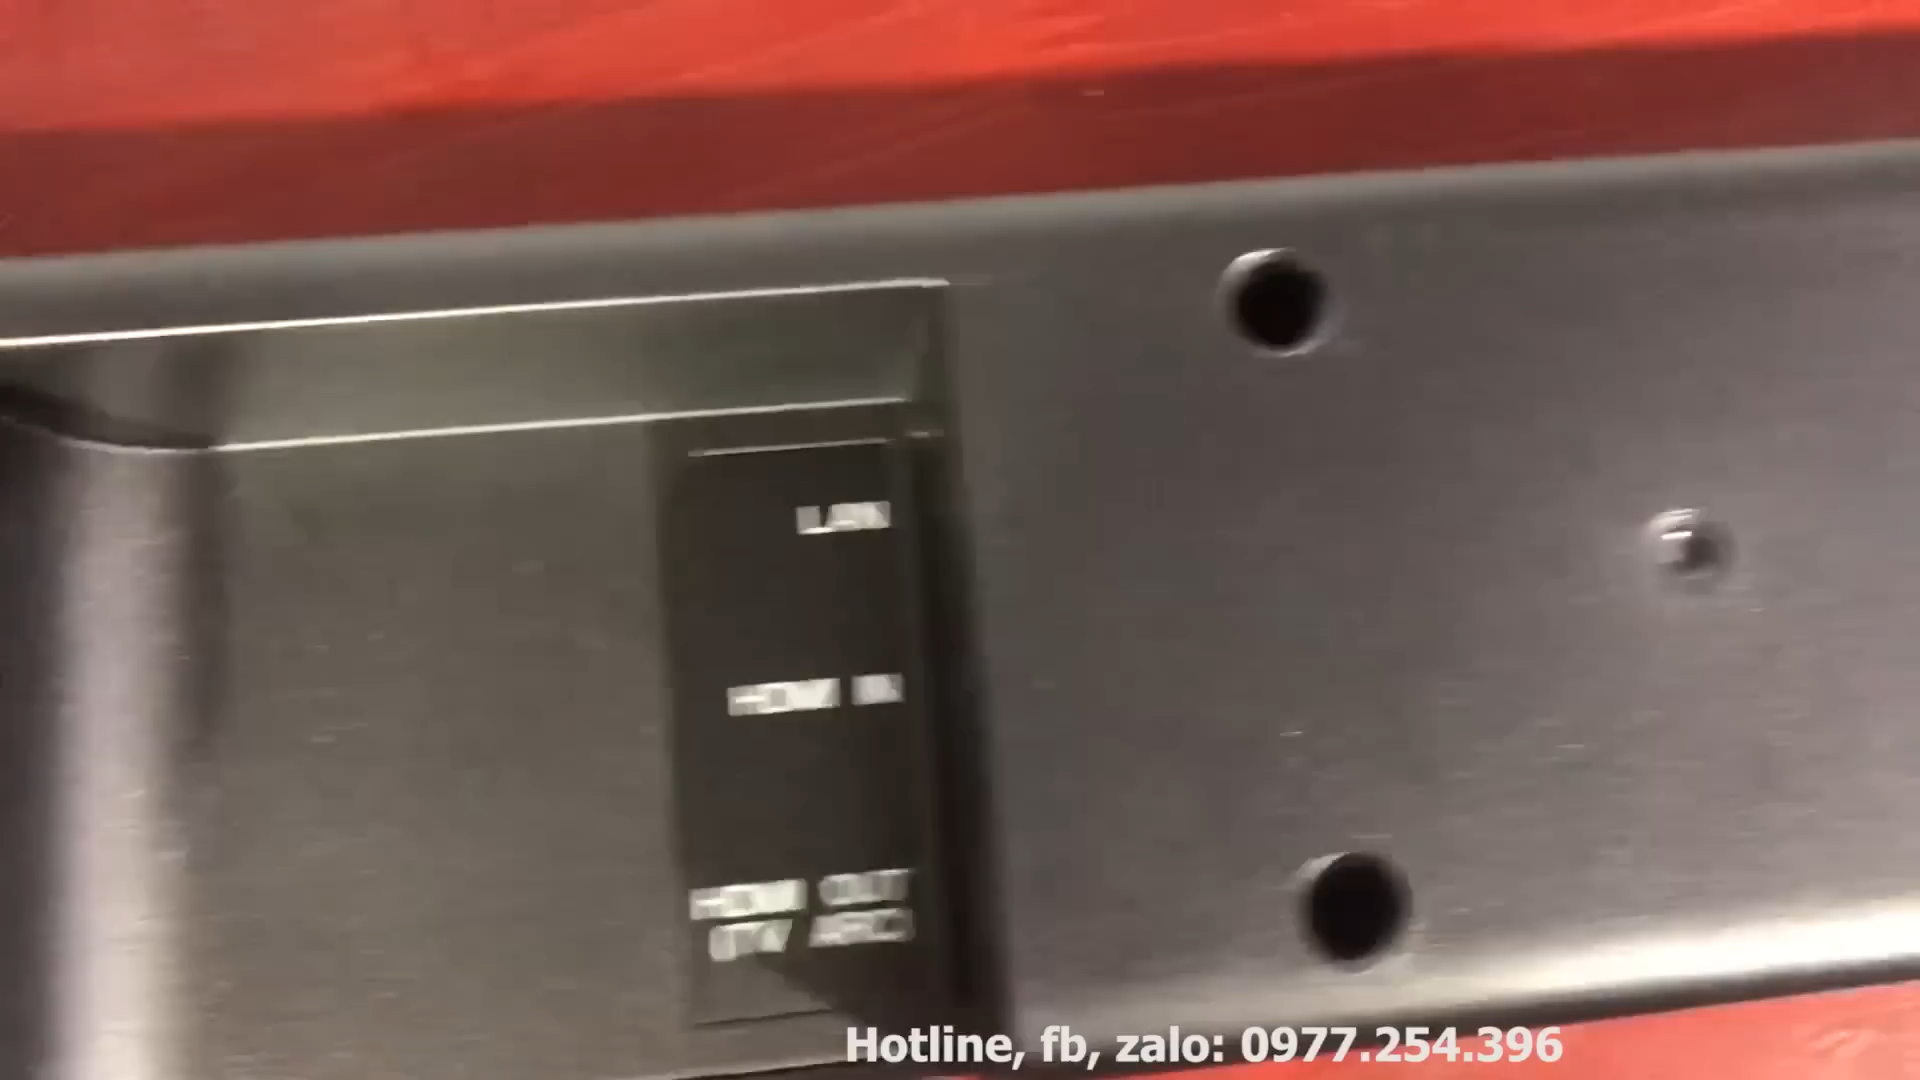 LAN
HDMI IN
HDMI OUT
(TV ARC)
Hotline, fb, zalo: 0977.254.396